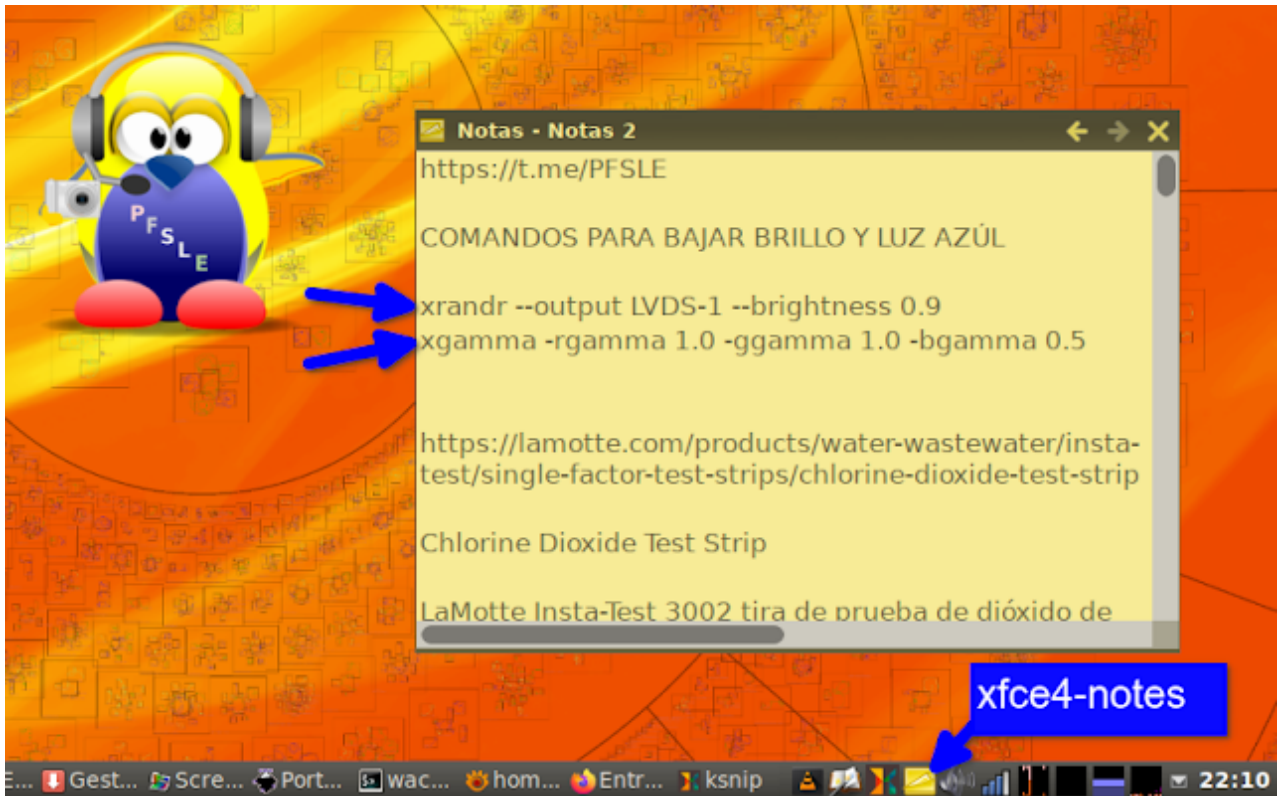 P F S L E
Notas - Notas 2
https://t.me/PFSLE
COMANDOS PARA BAJAR BRILLO Y LUZ AZÚL
xrandr --output LVDS-1 --brightness 0.9
xgamma -rgamma 1.0 -ggamma 1.0 -bgamma 0.5
https://lamotte.com/products/water-wastewater/insta-
test/single-factor-test-strips/chlorine-dioxide-test-strip
Chlorine Dioxide Test Strip
LaMotte Insta-Test 3002 tira de prueba de dióxido de
xfce4-notes
E... Gest... Scre... Port... wac... hom... Entr... ksnip 22:10